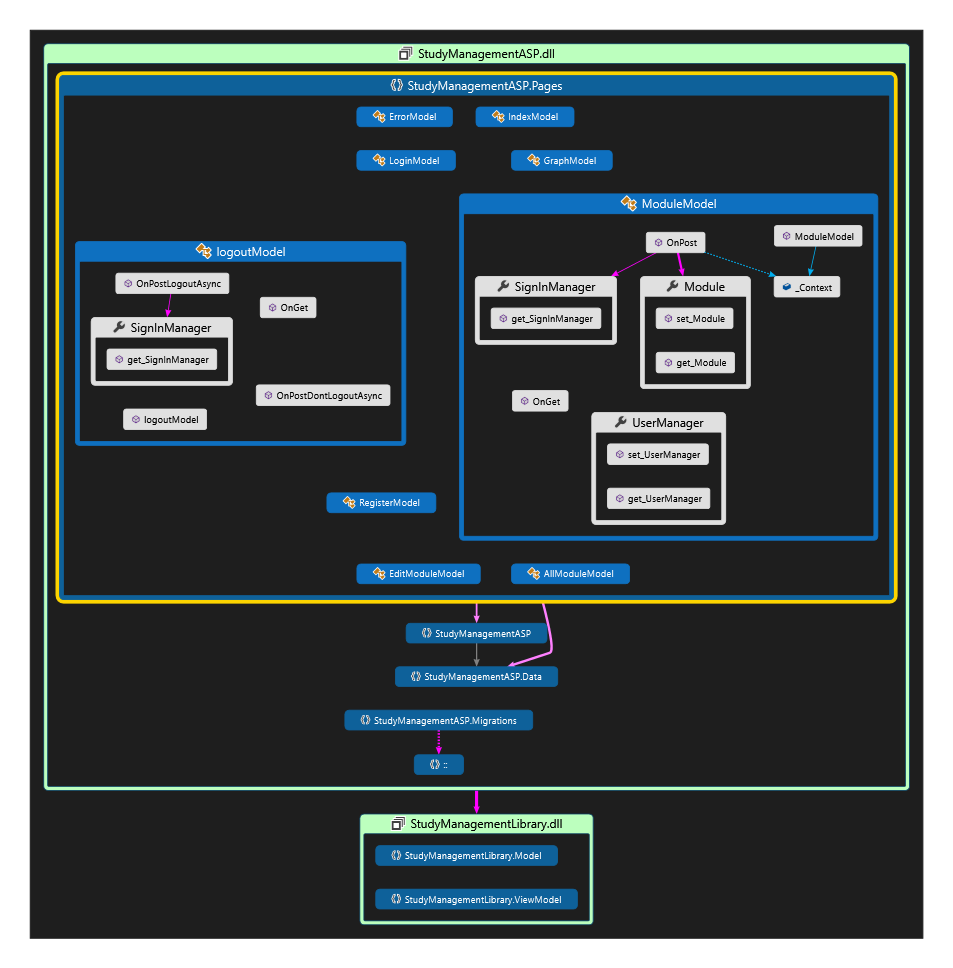 StudyManagementASP.dll
StudyManagementASP.Pages
ErrorModel
IndexModel
LoginModel
GraphModel
ModuleModel
OnPost
ModuleModel
logoutModel
OnPostLogoutAsync
OnGet
SignInManager
get_SignInManager
OnPostDontLogoutAsync
logoutModel
SignInManager
get_SignInManager
Module
set_Module
get_Module
_Context
OnGet
UserManager
set_UserManager
get_UserManager
RegisterModel
EditModuleModel
AllModuleModel
StudyManagementASP
StudyManagementASP.Data
StudyManagementASP.Migrations
::
StudyManagementLibrary.dll
StudyManagementLibrary.Model
StudyManagementLibrary.ViewModel